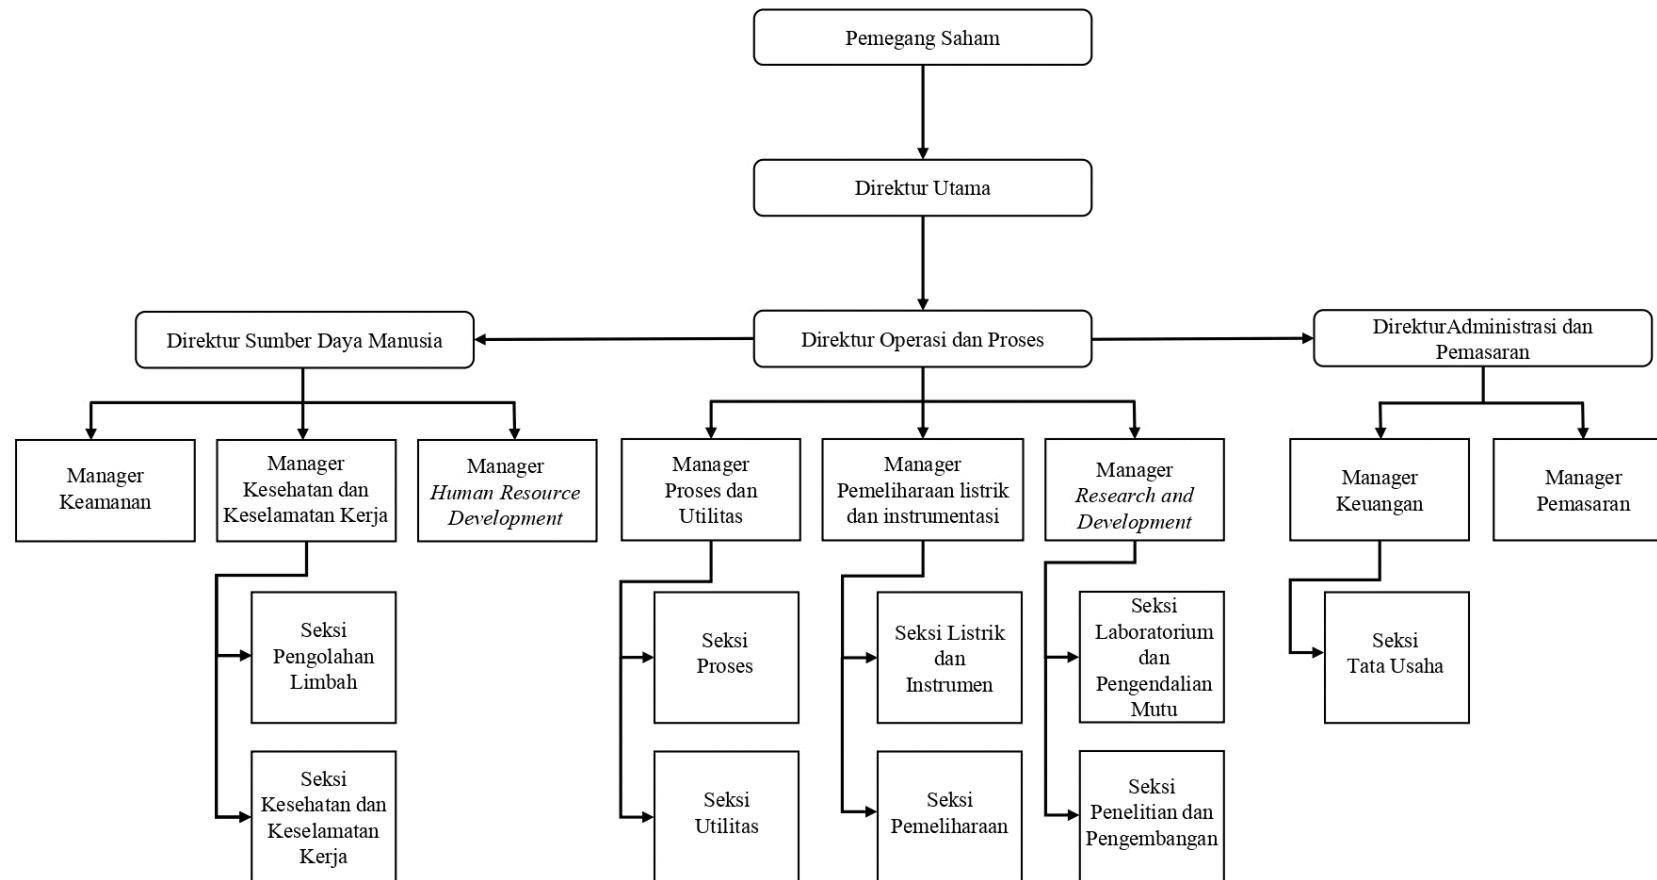 Pemegang Saham
Direktur Utama
Direktur Sumber Daya Manusia
Direktur Operasi dan Proses
DirekturAdministrasi dan
Pemasaran
Manager
Keamanan
Manager
Kesehatan dan
Keselamatan Kerja
Manager
Human Resource
Development
Manager
Proses dan
Utilitas
Manager
Pemeliharaan listrik
dan instrumentasi
Manager
Research and
Development
Manager
Keuangan
Manager
Pemasaran
Seksi
Pengolahan
Limbah
Seksi
Proses
Seksi Listrik
dan
Instrumen
Seksi
Laboratorium
dan
Pengendalian
Mutu
Seksi
Tata Usaha
Seksi
Kesehatan dan
Keselamatan
Kerja
Seksi
Utilitas
Seksi
Pemeliharaan
Seksi
Penelitian dan
Pengembangan